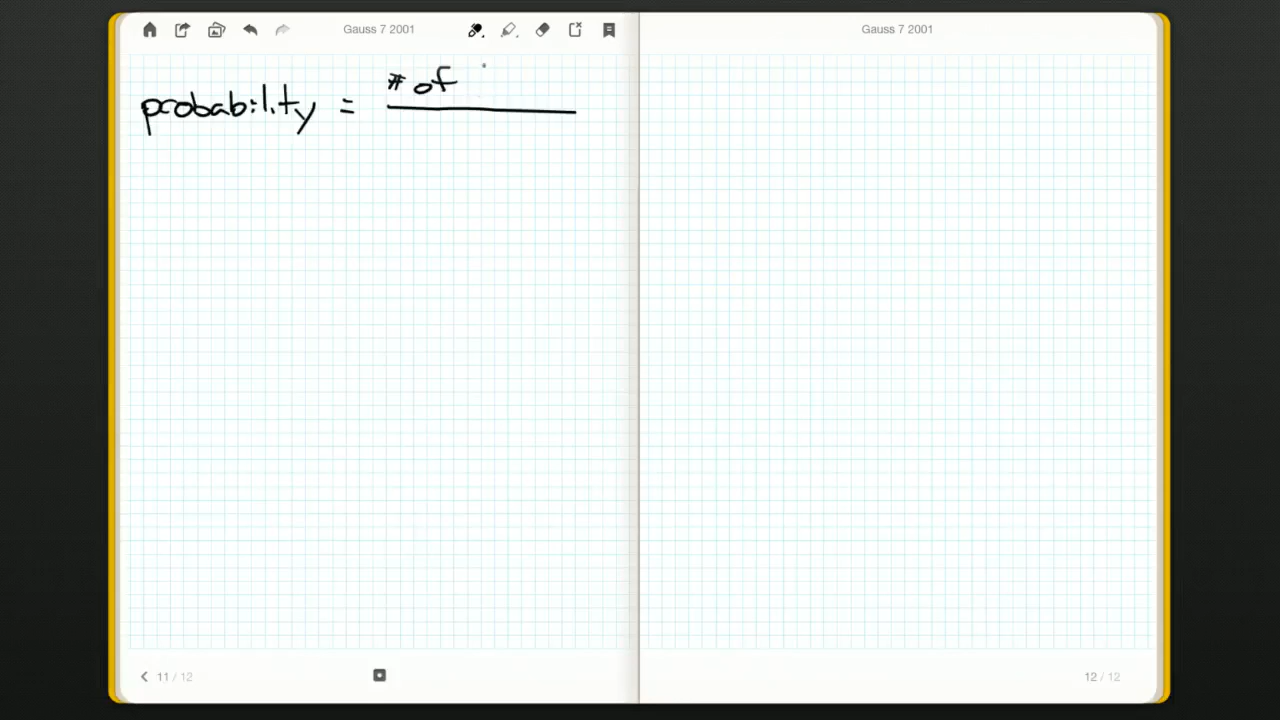 Gauss 7 2001
Gauss 7 2001
probability = # of
11 / 12
12 / 12